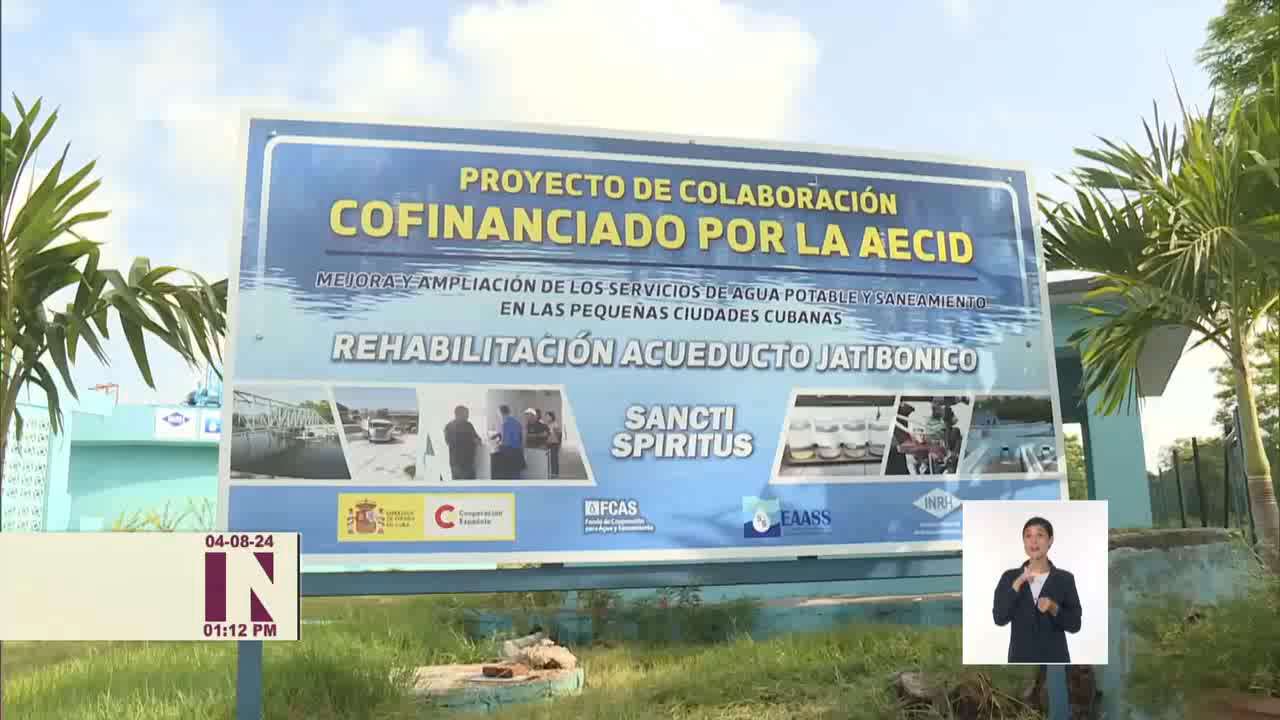 PROYECTO DE COLABORACIÓN
COFINANCIADO POR LA AECID
MEJORA Y AMPLIACIÓN DE LOS SERVICIOS DE AGUA POTABLE Y SANEAMIENTO
EN LAS PEQUEÑAS CIUDADES CUBANAS
REHABILITACIÓN ACUEDUCTO JATIBONICO
SANCTI
SPIRITUS
Cooperación
Española
FCAS
Fondo de Cooperación
para Agua y Saneamiento
EAASS
INRH
04-08-24
IN
01:12 PM